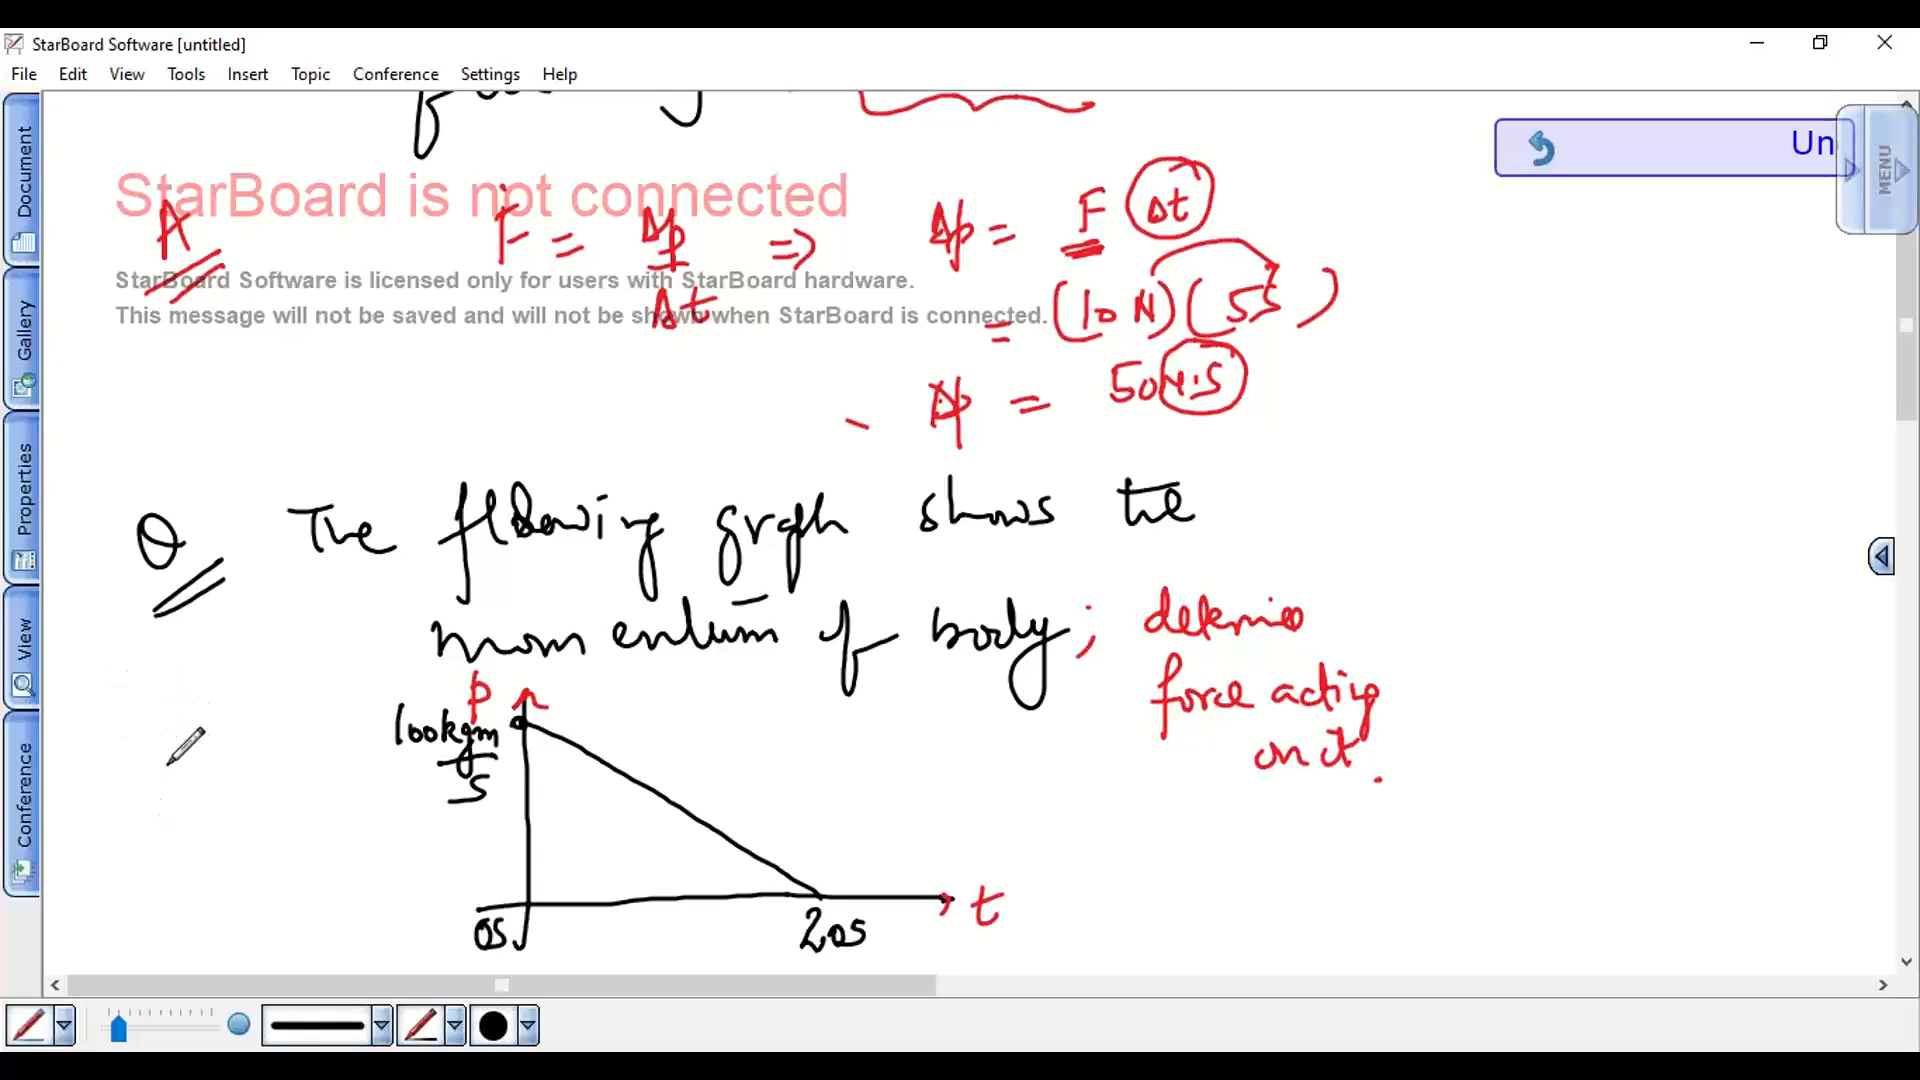 StarBoard Software [untitled]
File Edit View Tools Insert Topic Conference Settings Help
Document
Gallery
Properties
View
Conference
Un
MENU
StarBoard is not connected
StarBoard Software is licensed only for users with StarBoard hardware.
This message will not be saved and will not be shown when StarBoard is connected.
A F = Δp / Δt => Δp = F Δt
= (10 N) (5 S)
Δp = 50 N.S
Q The following graph shows the
momentum of body; determine
force acting
on it.
P
100 kgm
S
0S 20S t